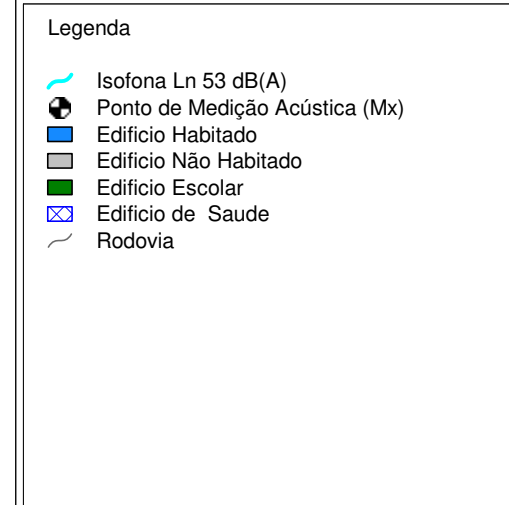 Legenda
Isofona Ln 53 dB(A)
Ponto de Medição Acústica (Mx)
Edificio Habitado
Edificio Não Habitado
Edificio Escolar
Edificio de Saude
Rodovia